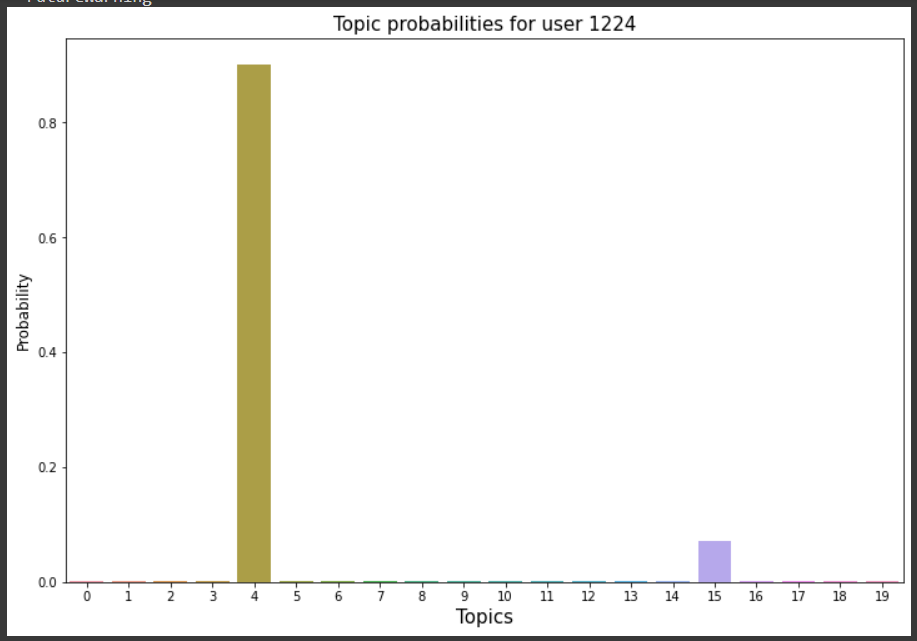 FutureWarning
Topic probabilities for user 1224
Probability
0.8
0.6
0.4
0.2
0.0
0 1 2 3 4 5 6 7 8 9 10 11 12 13 14 15 16 17 18 19
Topics